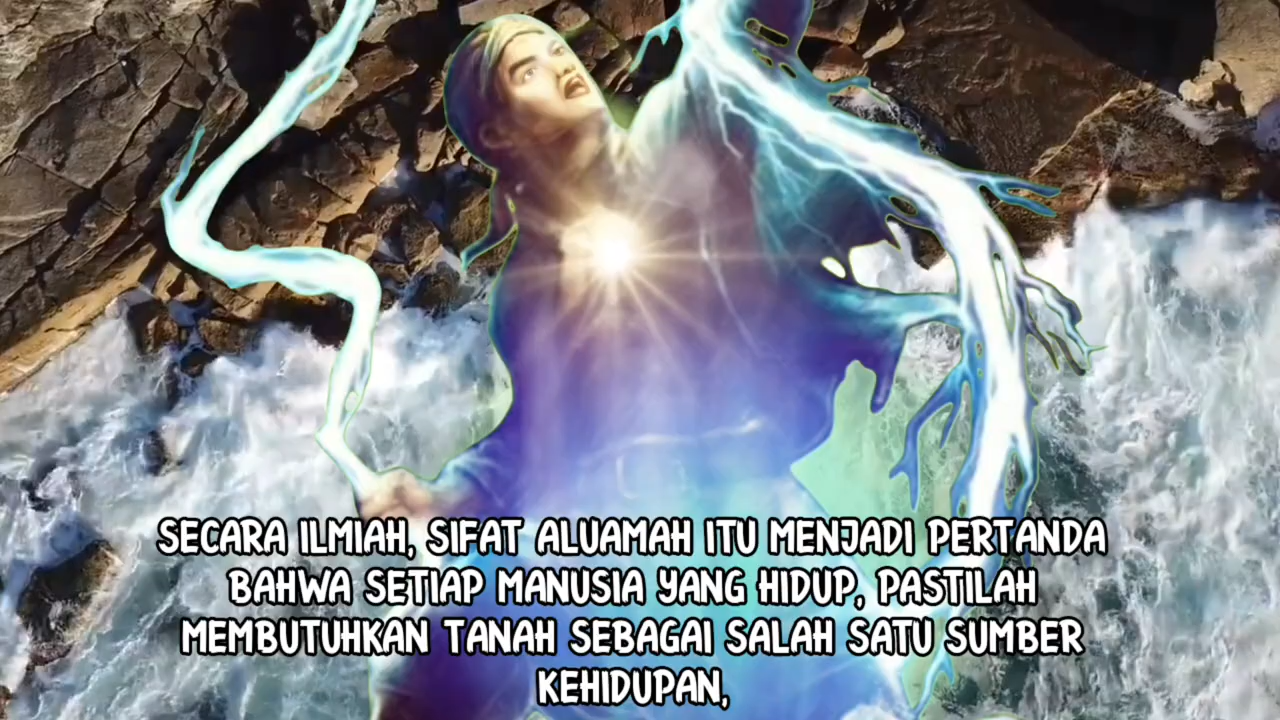 SECARA ILMIAH, SIFAT ALUAMAH ITU MENJADI PERTANDA
BAHWA SETIAP MANUSIA YANG HIDUP, PASTILAH
MEMBUTUHKAN TANAH SEBAGAI SALAH SATU SUMBER
KEHIDUPAN,